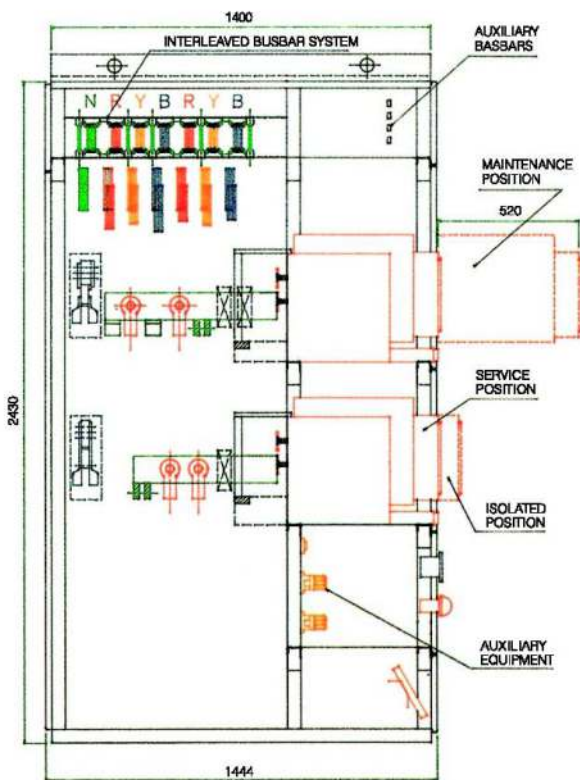 1400
INTERLEAVED BUSBAR SYSTEM
AUXILIARY
BASBARS
N R Y B R Y B
MAINTENANCE
POSITION
520
2430
SERVICE
POSITION
ISOLATED
POSITION
AUXILIARY
EQUIPMENT
1444